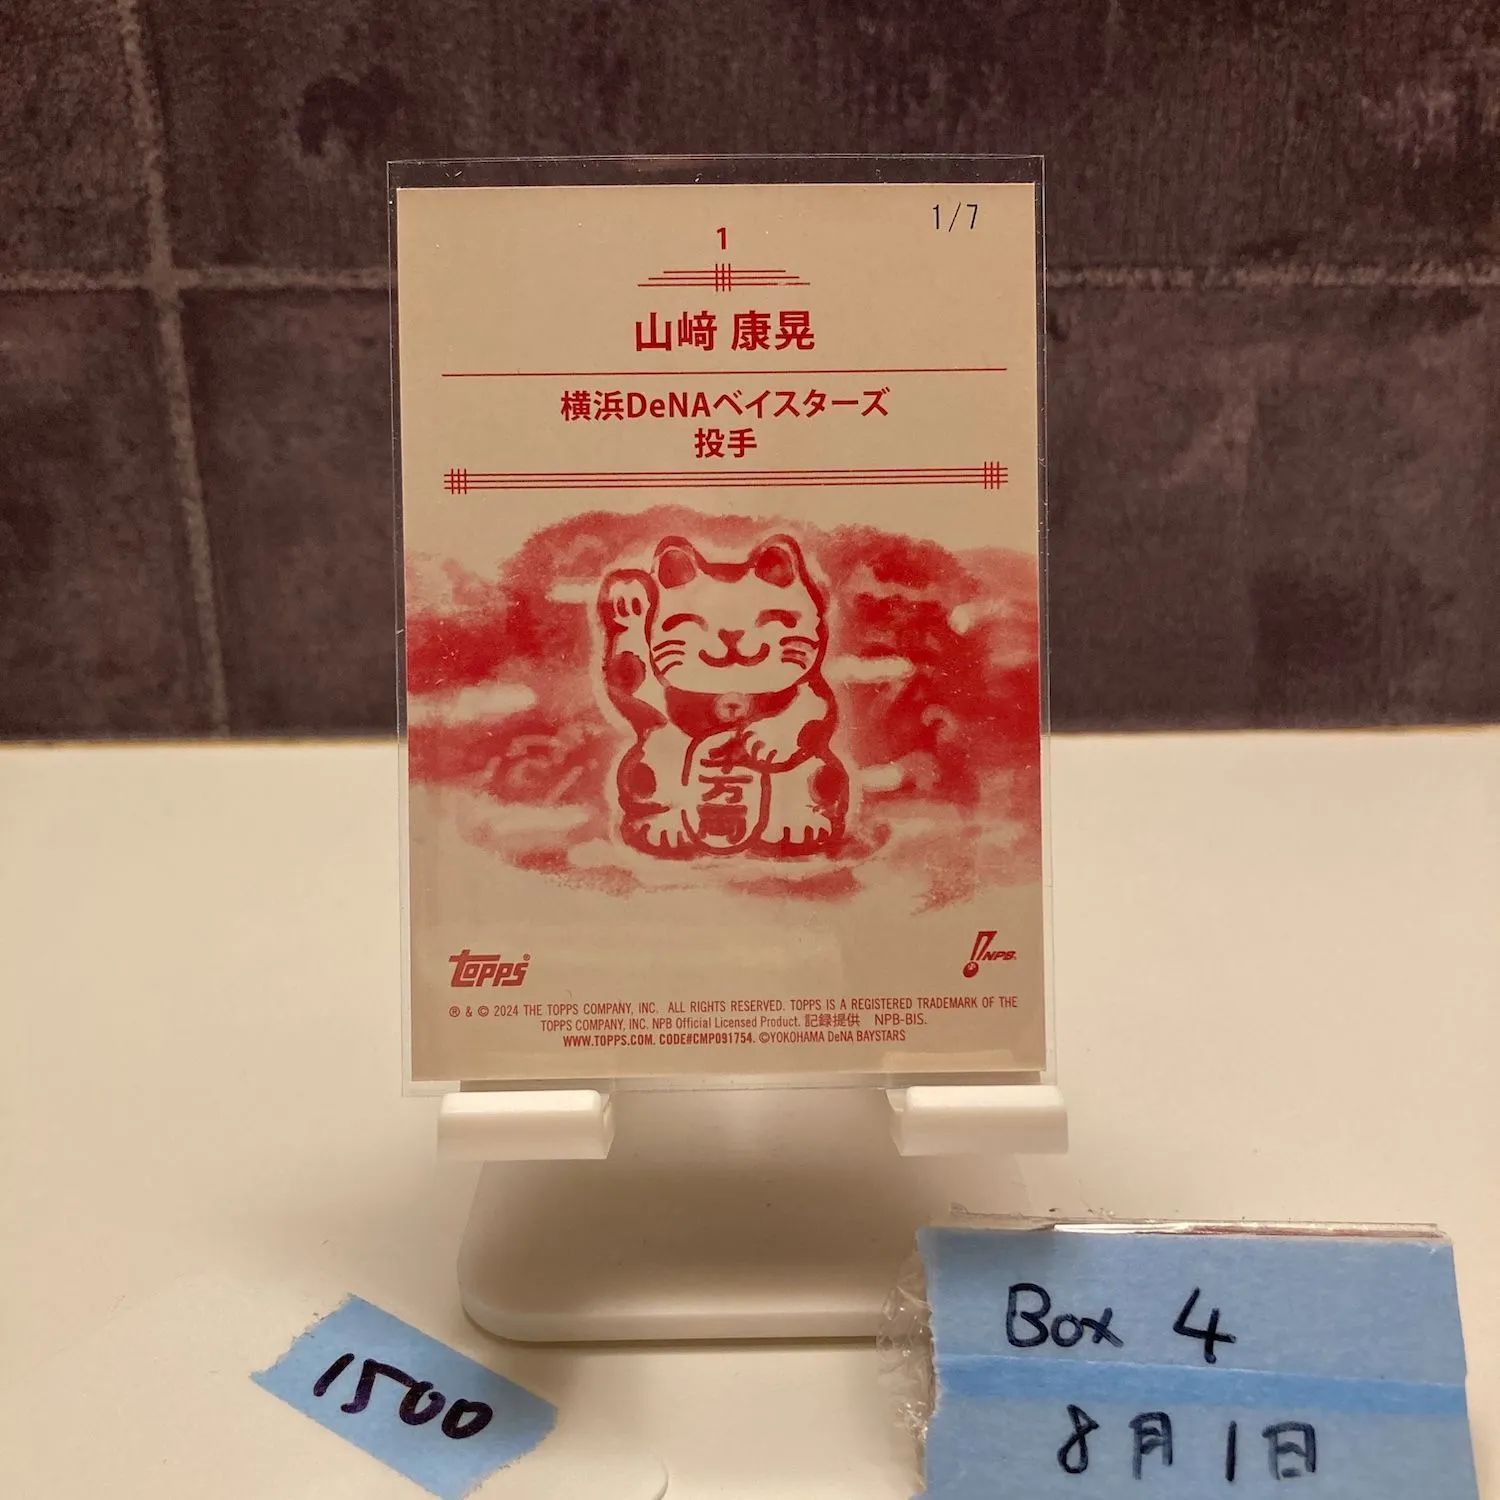 1/7
1
山﨑 康晃
横浜DeNAベイスターズ
投手
千万両
Topps®
NPB.
® & © 2024 THE TOPPS COMPANY, INC. ALL RIGHTS RESERVED. TOPPS IS A REGISTERED TRADEMARK OF THE
TOPPS COMPANY, INC. NPB Official Licensed Product. 記録提供 NPB-BIS.
WWW.TOPPS.COM. CODE#CMP091754. ©YOKOHAMA DeNA BAYSTARS
1500
Box 4
8月1日